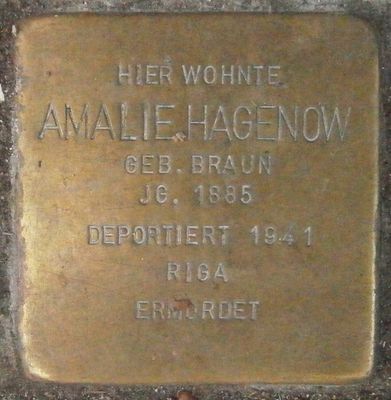 HIER WOHNTE
AMALIE HAGENOW
GEB. BRAUN
JG. 1885
DEPORTIERT 1941
RIGA
ERMORDET